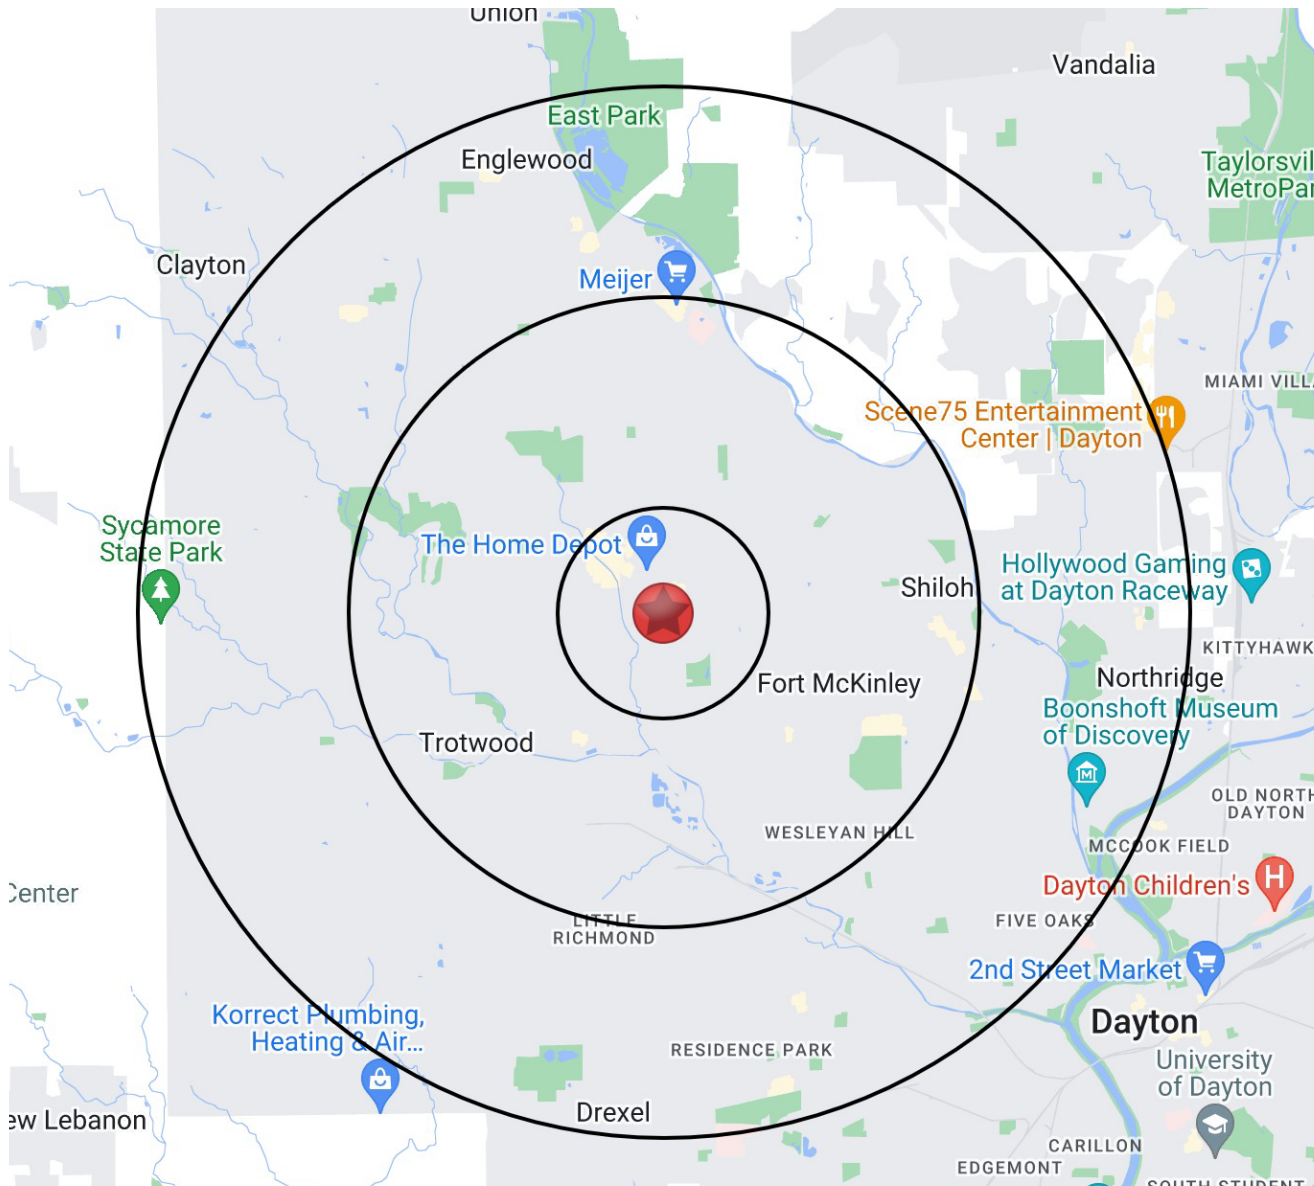 Union
Vandalia
East Park
Englewood
Taylorsvil
MetroPar
Clayton
Meijer
MIAMI VILL
Scene75 Entertainment
Center | Dayton
Sycamore
State Park
The Home Depot
Hollywood Gaming
at Dayton Raceway
Shiloh
KITTYHAWK
Fort McKinley
Northridge
Boonshoft Museum
of Discovery
Trotwood
OLD NORTH
DAYTON
WESLEYAN HILL
MCCOOK FIELD
Center
Dayton Children's
H
LITTLE
RICHMOND
FIVE OAKS
2nd Street Market
Korrect Plumbing,
Heating & Air...
Dayton
RESIDENCE PARK
University
of Dayton
Drexel
ew Lebanon
CARILLON
EDGEMONT
SOUTH STUDENT